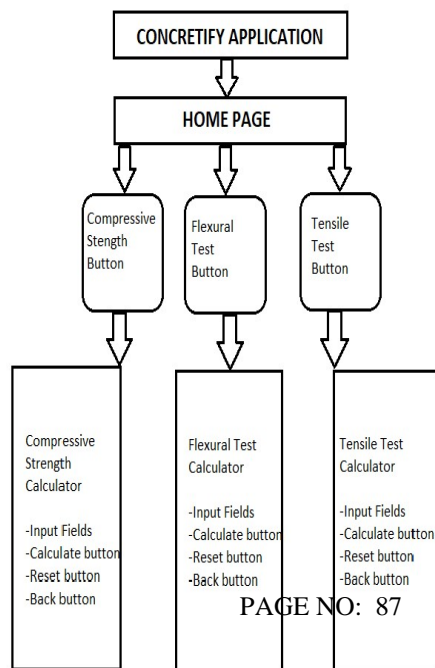 CONCRETIFY APPLICATION
HOME PAGE
Compressive
Stength
Button
Flexural
Test
Button
Tensile
Test
Button
Compressive
Strength
Calculator
-Input Fields
-Calculate button
-Reset button
-Back button
Flexural Test
Calculator
-Input Fields
-Calculate button
-Reset button
-Back button
Tensile Test
Calculator
-Input Fields
-Calculate button
-Reset button
-Back button
PAGE NO: 87